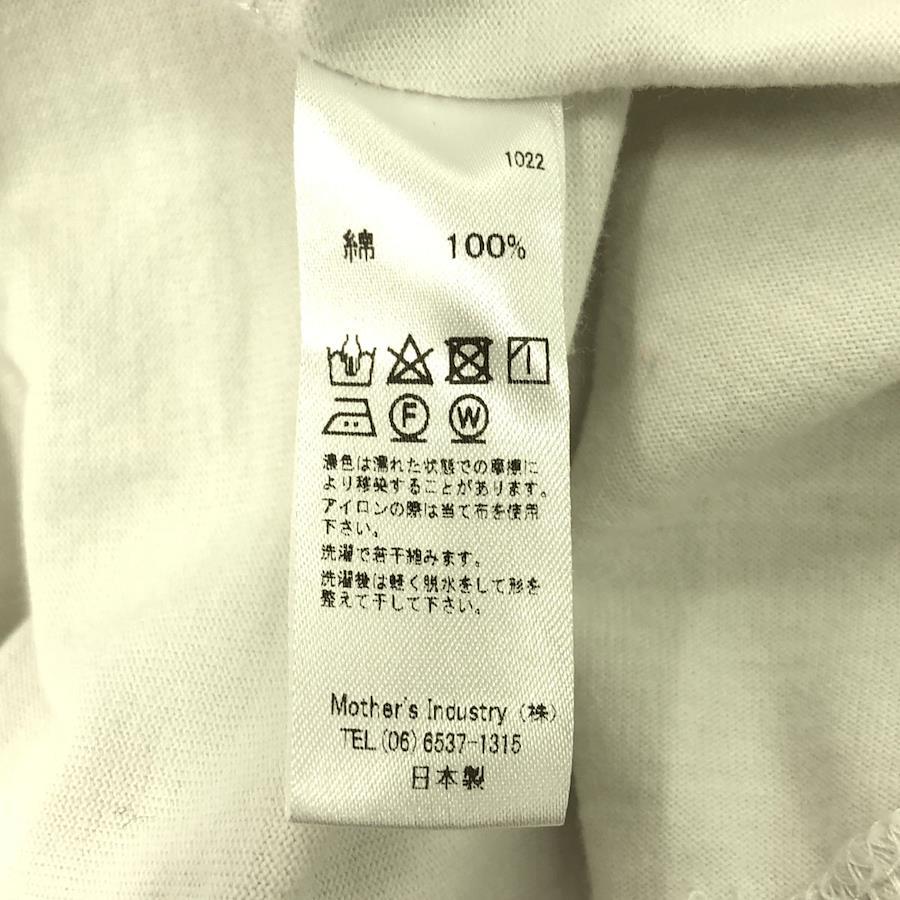 1022
綿 100%
F W
濃色は濡れた状態での摩擦に
より移染することがあります。
アイロンの際は当て布を使用
下さい。
洗濯で若干縮みます。
洗濯後は軽く脱水をして形を
整えて干して下さい。
Mother's Industry (株)
TEL(06)6537-1315
日本製